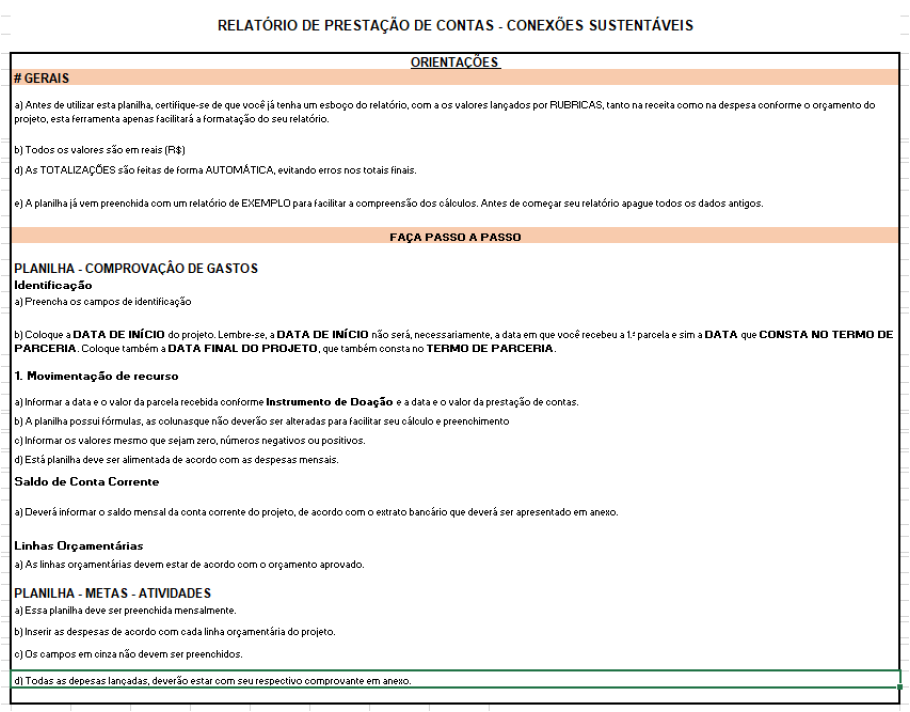 RELATÓRIO DE PRESTAÇÃO DE CONTAS - CONEXÕES SUSTENTÁVEIS
ORIENTAÇÕES
# GERAIS
a) Antes de utilizar esta planilha, certifique-se de que você já tenha um esboço do relatório, com a os valores lançados por RUBRICAS, tanto na receita como na despesa conforme o orçamento do
projeto, esta ferramenta apenas facilitará a formatação do seu relatório.
b) Todos os valores são em reais (R$)
d) As TOTALIZAÇÕES são feitas de forma AUTOMÁTICA, evitando erros nos totais finais.
e) A planilha já vem preenchida com um relatório de EXEMPLO para facilitar a compreensão dos cálculos. Antes de começar seu relatório apague todos os dados antigos.
FAÇA PASSO A PASSO
PLANILHA - COMPROVAÇÂO DE GASTOS
Identificação
a) Preencha os campos de identificação
b) Coloque a DATA DE INÍCIO do projeto. Lembre-se, a DATA DE INÍCIO não será, necessariamente, a data em que você recebeu a 1ª parcela e sim a DATA que CONSTA NO TERMO DE
PARCERIA. Coloque também a DATA FINAL DO PROJETO, que também consta no TERMO DE PARCERIA.
1. Movimentação de recurso
a) Informar a data e o valor da parcela recebida conforme Instrumento de Doação e a data e o valor da prestação de contas.
b) A planilha possui fórmulas, as colunasque não deverão ser alteradas para facilitar seu cálculo e preenchimento
c) Informar os valores mesmo que sejam zero, números negativos ou positivos.
d) Está planilha deve ser alimentada de acordo com as despesas mensais.
Saldo de Conta Corrente
a) Deverá informar o saldo mensal da conta corrente do projeto, de acordo com o extrato bancário que deverá ser apresentado em anexo.
Linhas Orçamentárias
a) As linhas orçamentárias devem estar de acordo com o orçamento aprovado.
PLANILHA - METAS - ATIVIDADES
a) Essa planilha deve ser preenchida mensalmente.
b) Inserir as despesas de acordo com cada linha orçamentária do projeto.
c) Os campos em cinza não devem ser preenchidos.
d) Todas as depesas lançadas, deverão estar com seu respectivo comprovante em anexo.